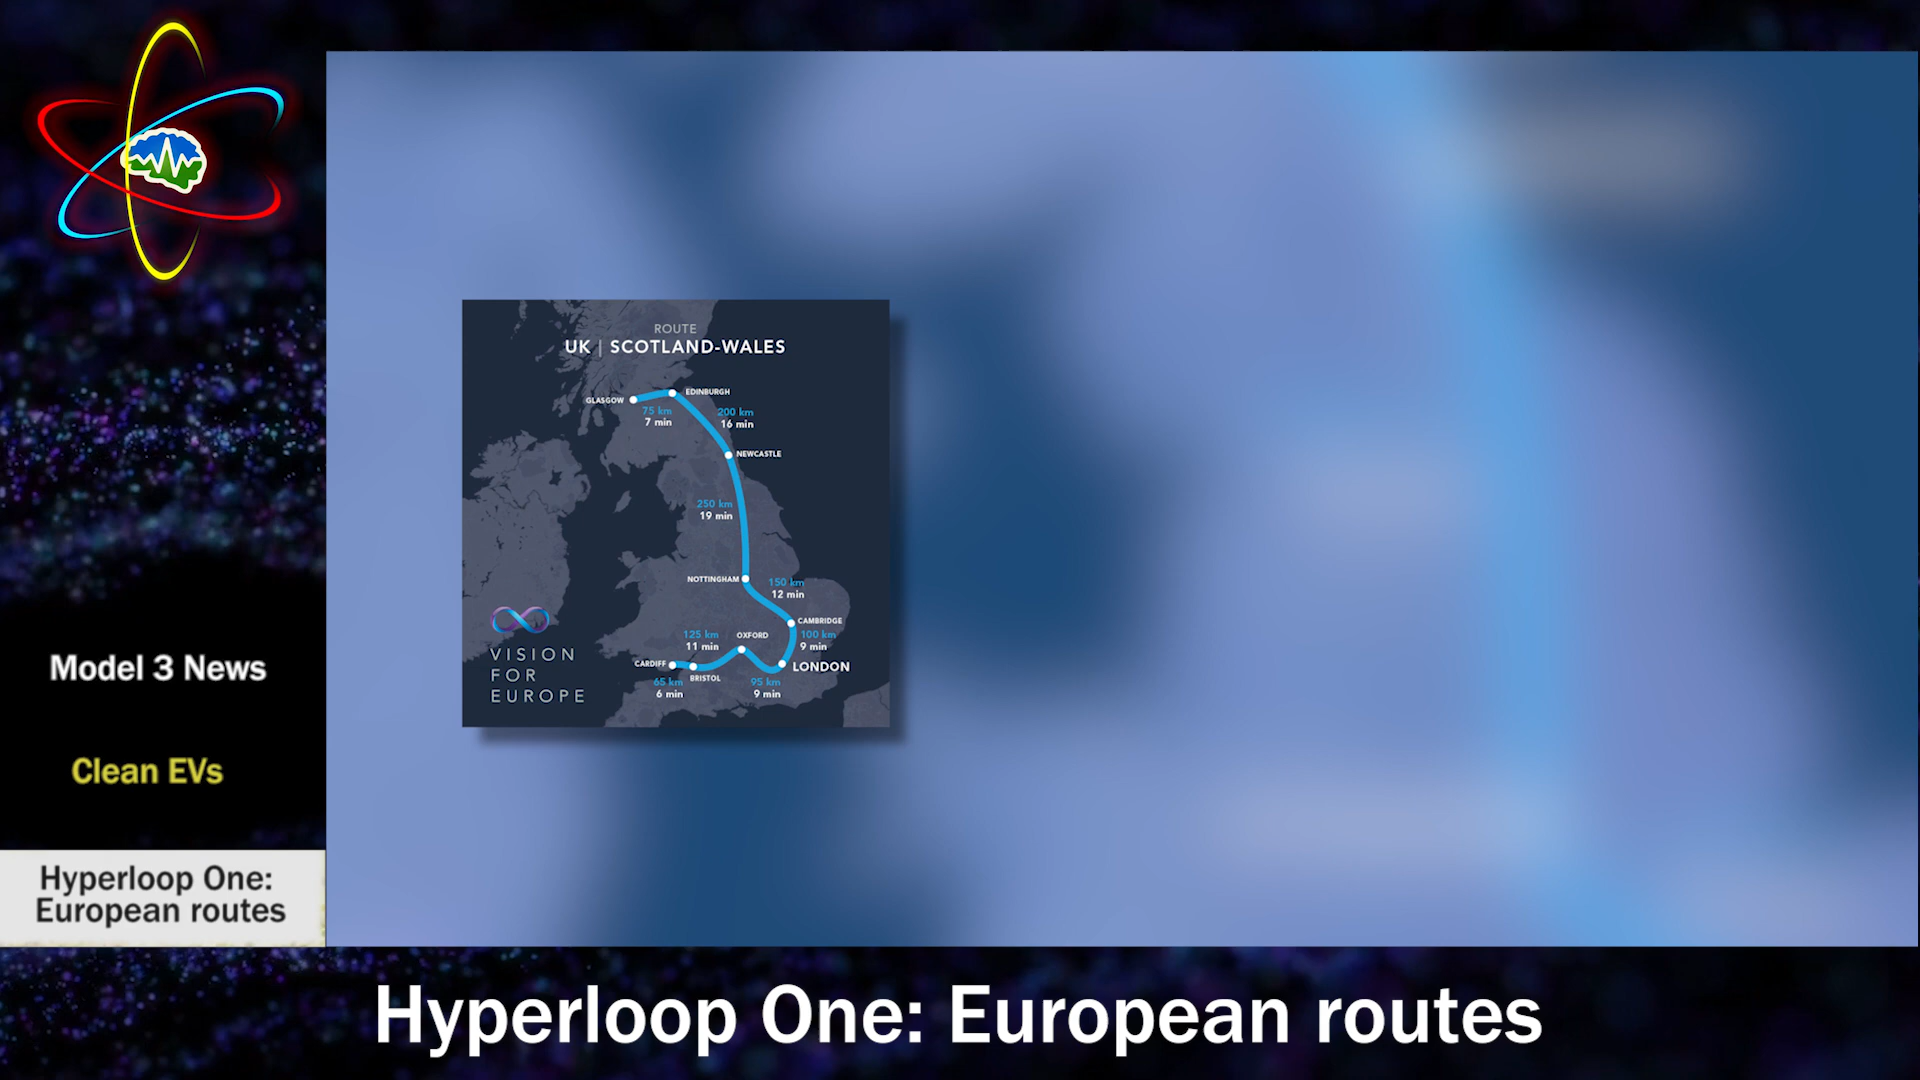 ROUTE
UK | SCOTLAND-WALES
EDINBURGH
GLASGOW
75 km
7 min
200 km
16 min
NEWCASTLE
250 km
19 min
NOTTINGHAM
150 km
12 min
CAMBRIDGE
125 km
11 min
OXFORD
100 km
9 min
CARDIFF
LONDON
BRISTOL
65 km
6 min
95 km
9 min
VISION
FOR
EUROPE
Model 3 News
Clean EVs
Hyperloop One:
European routes
Hyperloop One: European routes